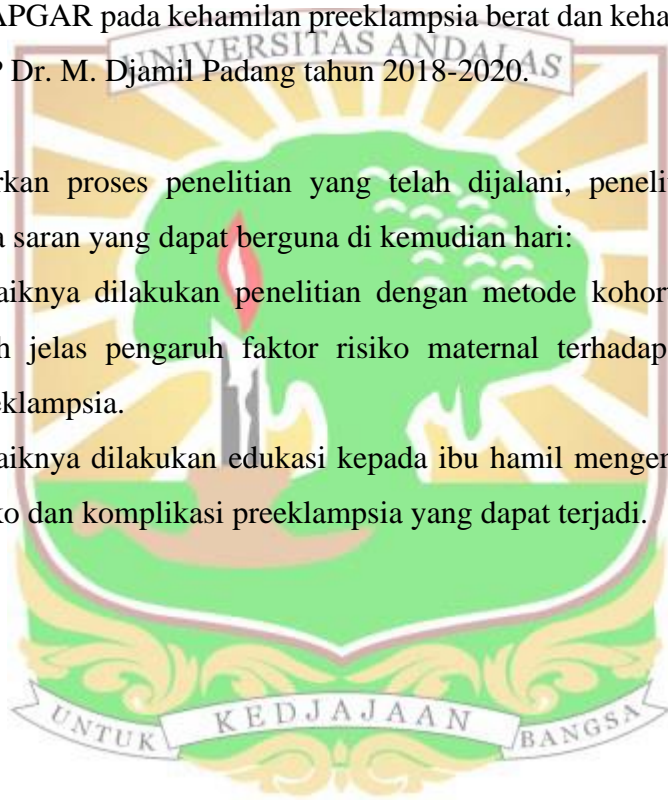 APGAR pada kehamilan preeklampsia berat dan keha
UNIVERSITAS ANDALAS
Dr. M. Djamil Padang tahun 2018-2020.
rkan proses penelitian yang telah dijalani, penelit
a saran yang dapat berguna di kemudian hari:
aiknya dilakukan penelitian dengan metode kohort
h jelas pengaruh faktor risiko maternal terhadap
eklampsia.
aiknya dilakukan edukasi kepada ibu hamil mengen
ko dan komplikasi preeklampsia yang dapat terjadi.
UNTUK KEDJAJAAN BANGSA